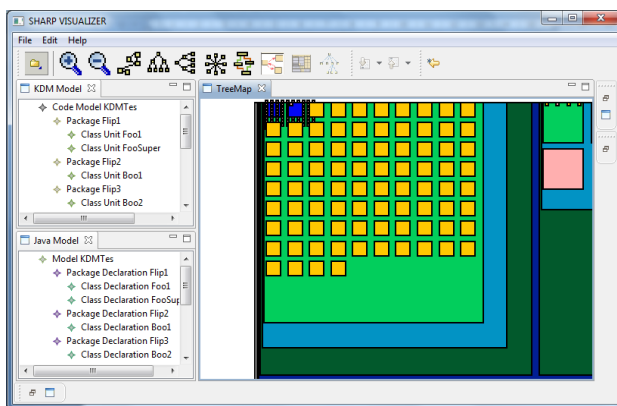 SHARP VISUALIZER
File Edit Help
KDM Model
Code Model KDMTes
Package Flip1
Class Unit Foo1
Class Unit FooSuper
Package Flip2
Class Unit Boo1
Package Flip3
Class Unit Boo2
Java Model
Model KDMTes
Package Declaration Flip1
Class Declaration Foo1
Class Declaration FooSup
Package Declaration Flip2
Class Declaration Boo1
Package Declaration Flip3
Class Declaration Boo2
TreeMap